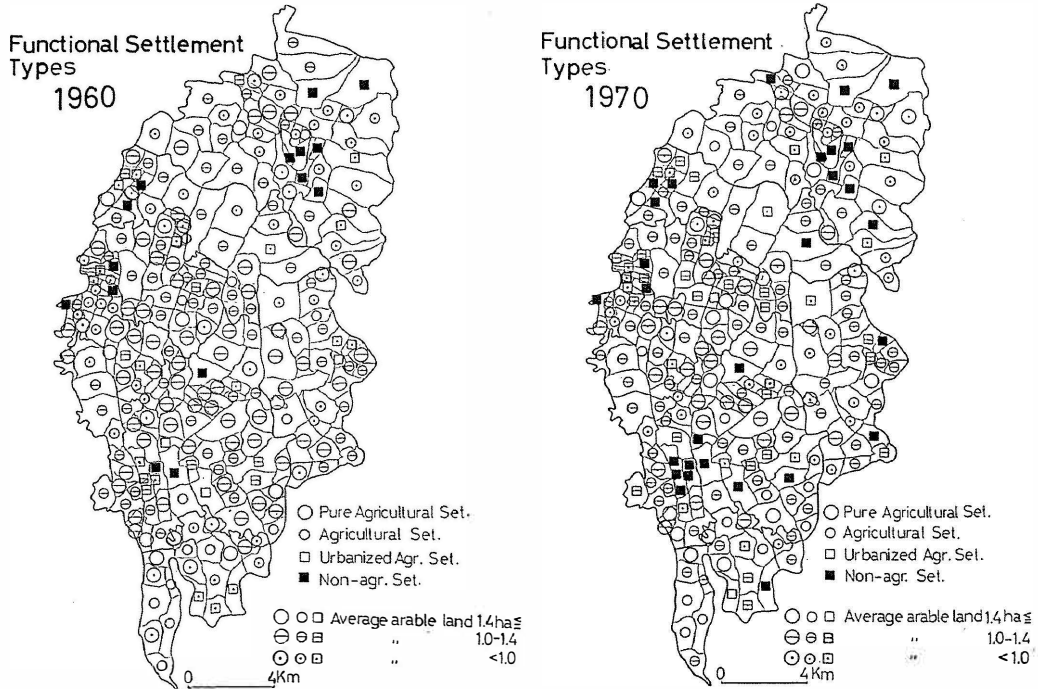 Functional Settlement
Types
1960
○ Pure Agricultural Set.
○ Agricultural Set.
□ Urbanized Agr. Set.
■ Non-agr. Set.
Average arable land 1.4ha≦
〃 1.0-1.4
〃 <1.0
0 4Km
Functional Settlement
Types
1970
○ Pure Agricultural Set.
○ Agricultural Set.
□ Urbanized Agr. Set.
■ Non-agr. Set.
Average arable land 1.4ha≦
〃 1.0-1.4
〃 <1.0
0 4Km